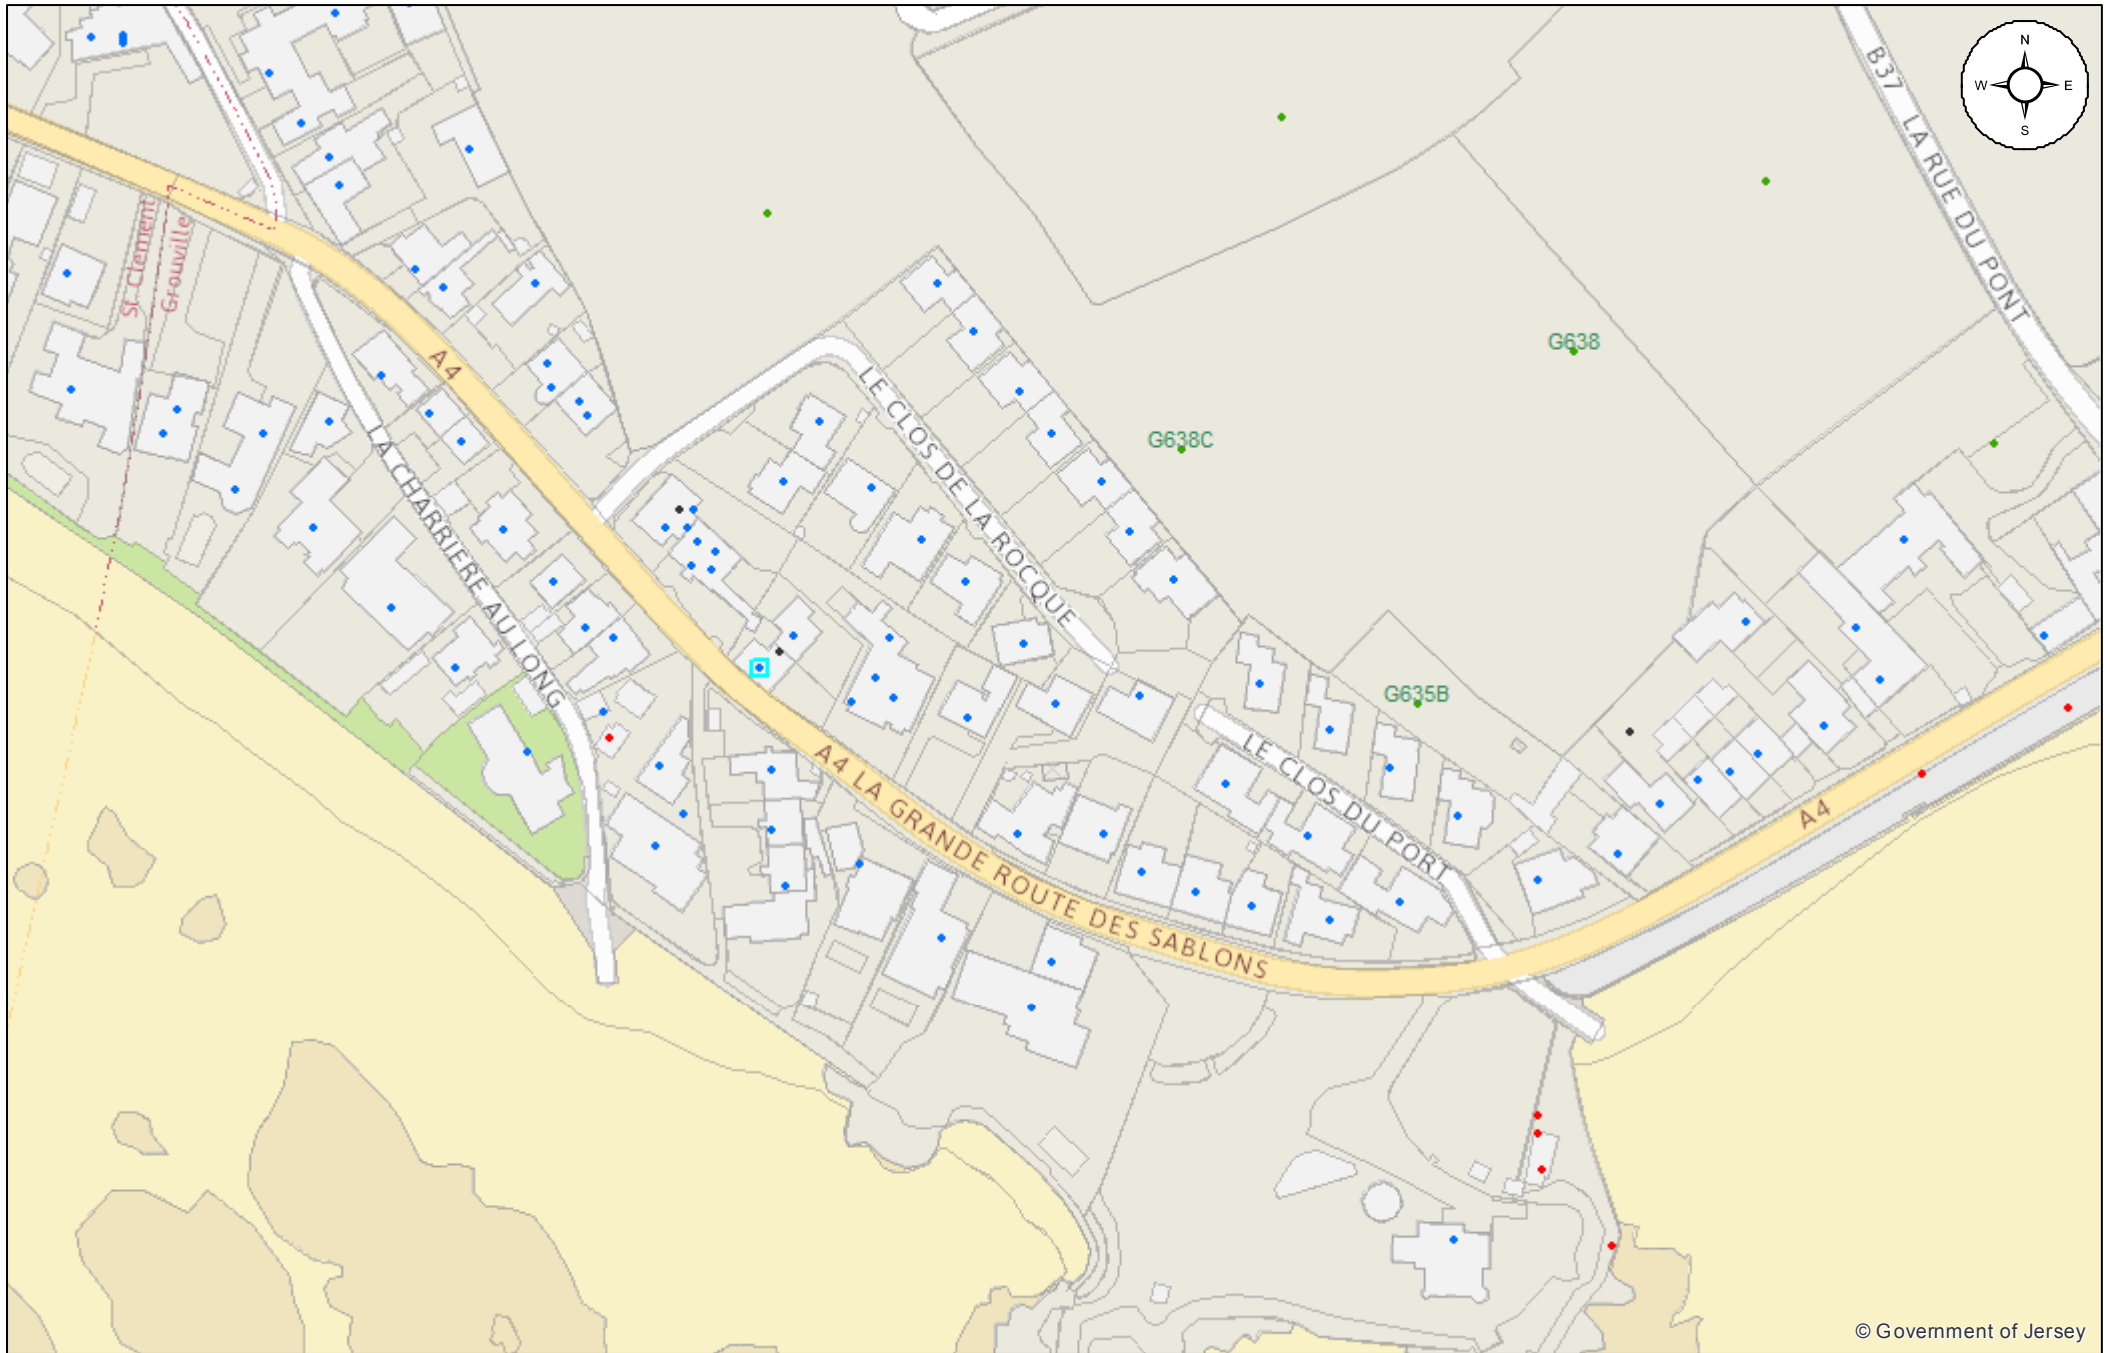 N
W E
S
B37 LA RUE DU PONT
St. Clement
Grouville
A4
G638
LE CLOS DE LA ROCQUE
G638C
LA CHARRIERE AU LONG
G635B
LE CLOS DU PORT
A4 LA GRANDE ROUTE DES SABLONS
A4
© Government of Jersey